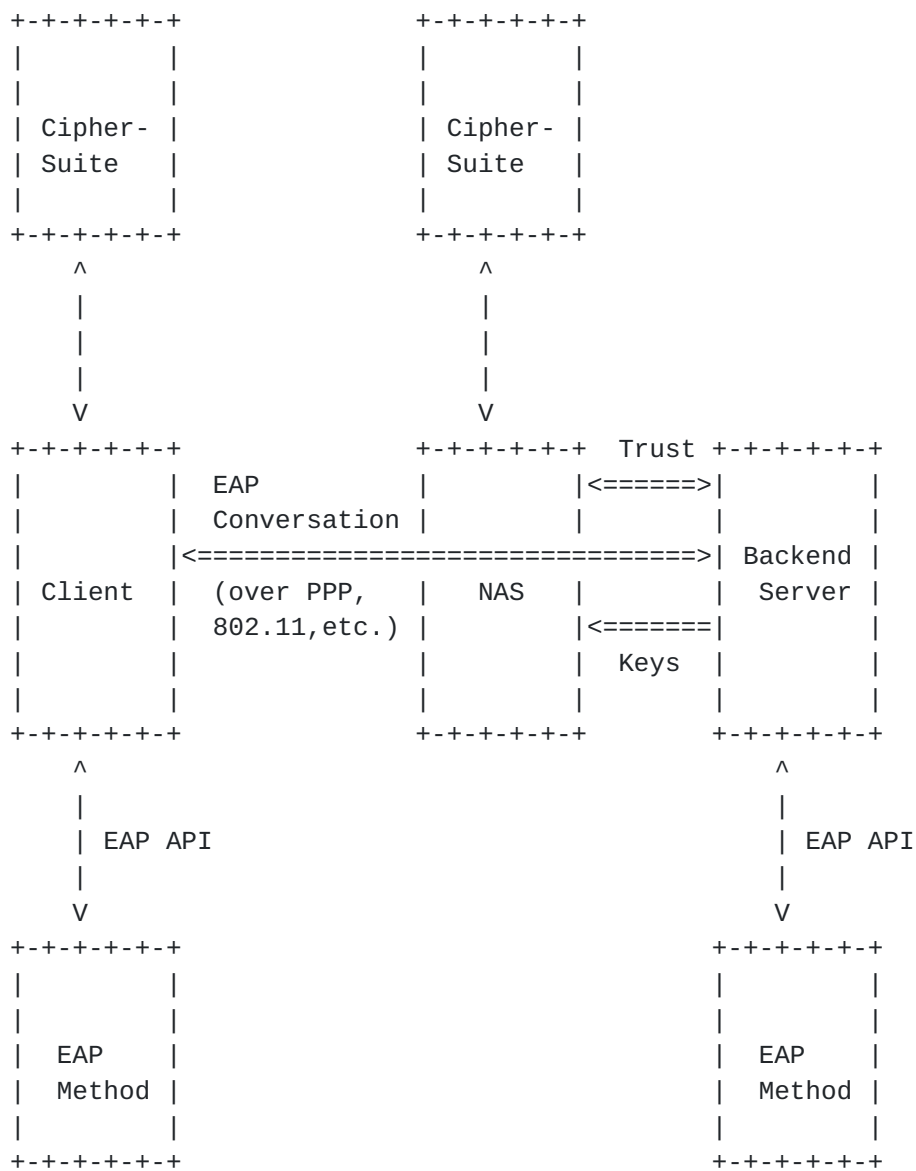 Cipher- Cipher-
Suite Suite
Trust
EAP
Conversation
Backend
Client (over PPP, NAS Server
802.11,etc.)
Keys
EAP API EAP API
EAP EAP
Method Method